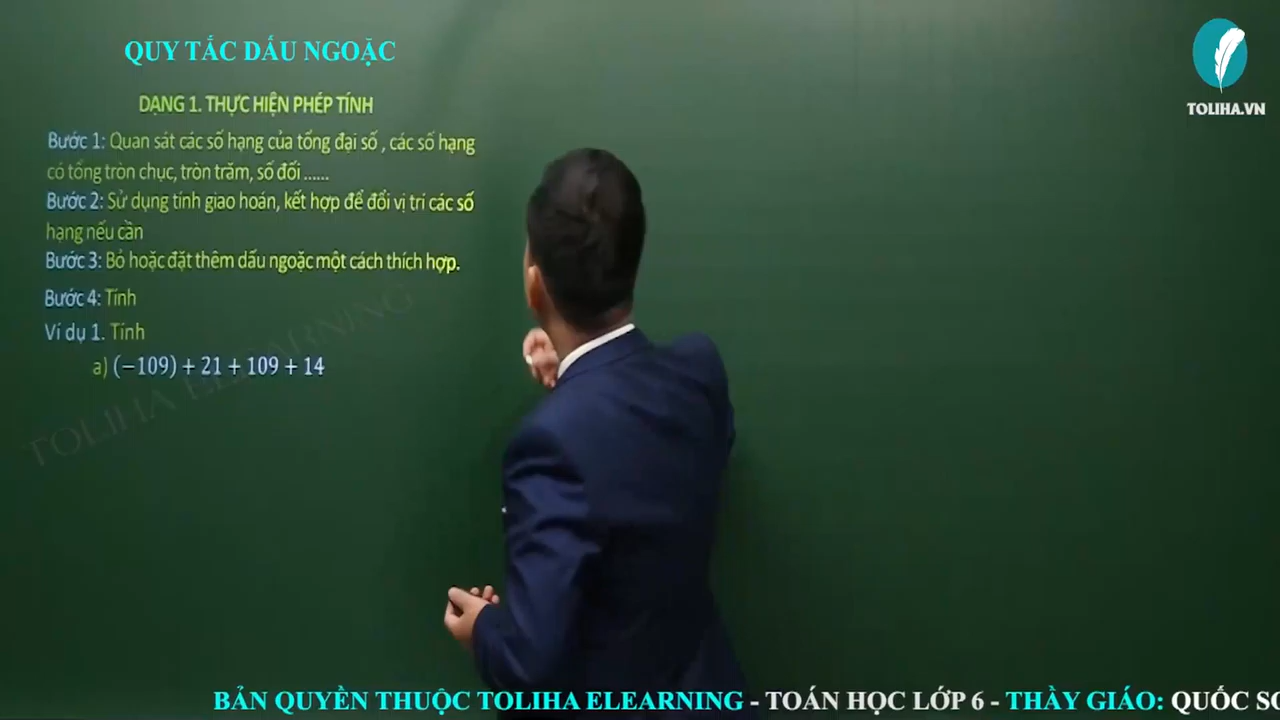 QUY TẮC DẤU NGOẶC
TOLIHA.VN
DẠNG 1. THỰC HIỆN PHÉP TÍNH
Bước 1: Quan sát các số hạng của tổng đại số , các số hạng
có tổng tròn chục, tròn trăm, số đối ......
Bước 2: Sử dụng tính giao hoán, kết hợp để đổi vị trí các số
hạng nếu cần
Bước 3: Bỏ hoặc đặt thêm dấu ngoặc một cách thích hợp.
Bước 4: Tính
Ví dụ 1. Tính
a) (−109) + 21 + 109 + 14
TOLIHA ELEARNING
BẢN QUYỀN THUỘC TOLIHA ELEARNING - TOÁN HỌC LỚP 6 - THẦY GIÁO: QUỐC